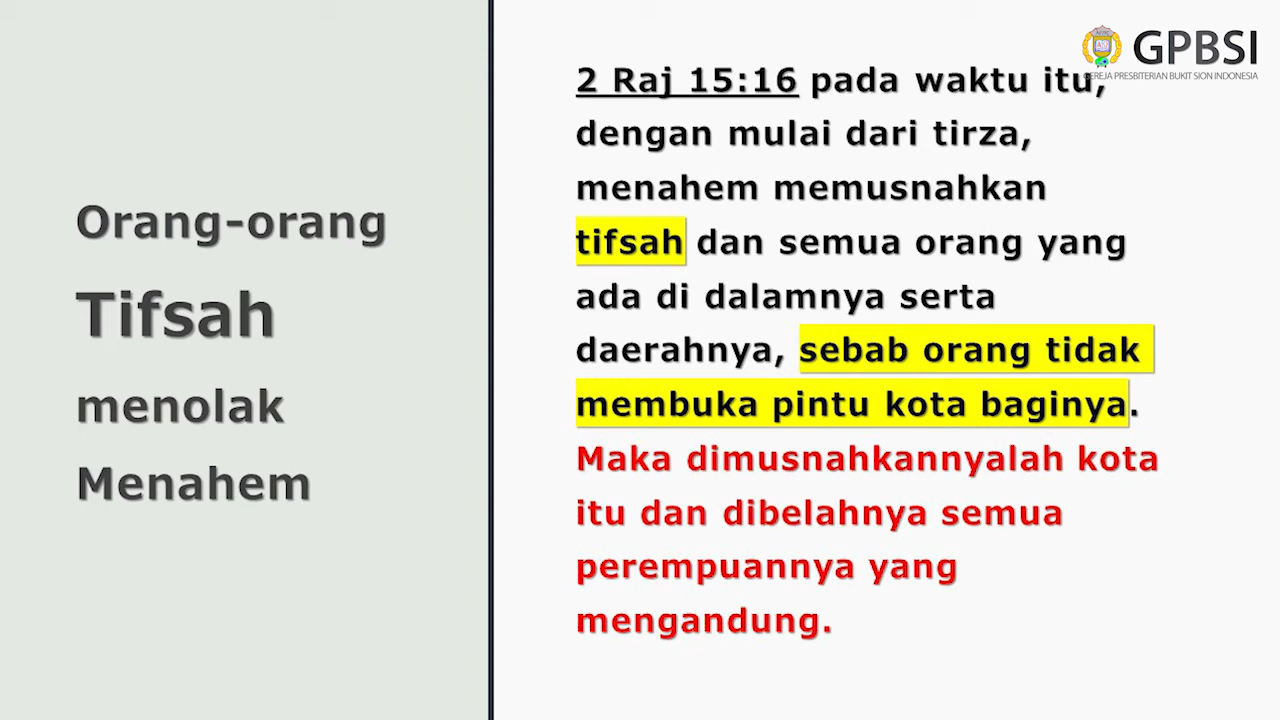 Orang-orang
Tifsah
menolak
Menahem
GPBSI
GEREJA PRESBITERIAN BUKIT SION INDONESIA
2 Raj 15:16 pada waktu itu,
dengan mulai dari tirza,
menahem memusnahkan
tifsah dan semua orang yang
ada di dalamnya serta
daerahnya, sebab orang tidak
membuka pintu kota baginya.
Maka dimusnahkannyalah kota
itu dan dibelahnya semua
perempuannya yang
mengandung.